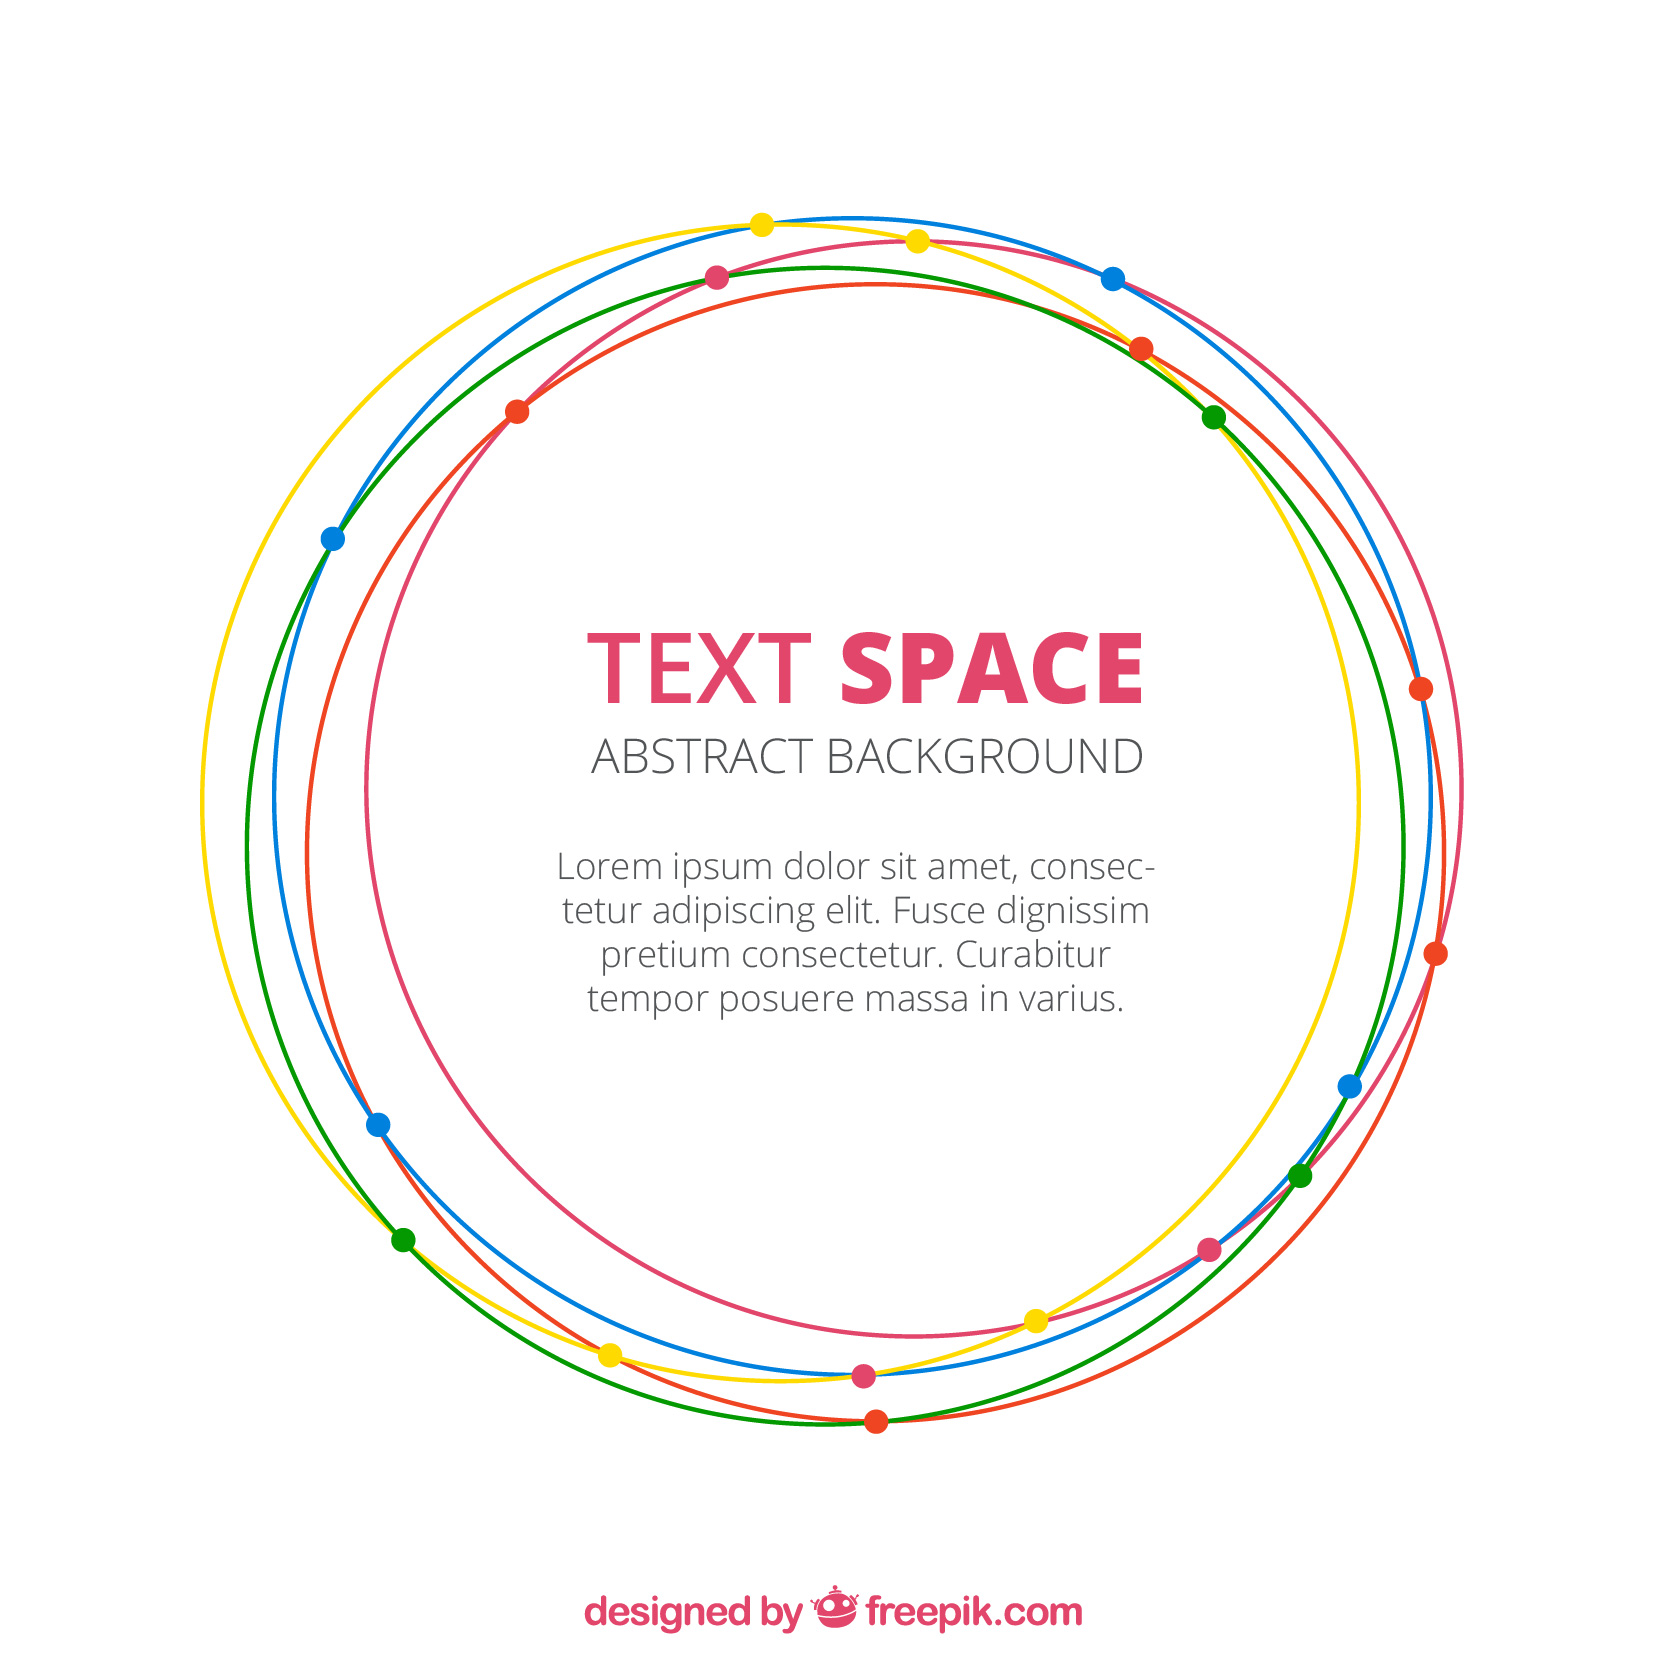 TEXT SPACE
ABSTRACT BACKGROUND
Lorem ipsum dolor sit amet, consec-
tetur adipiscing elit. Fusce dignissim
pretium consectetur. Curabitur
tempor posuere massa in varius.
designed by freepik.com